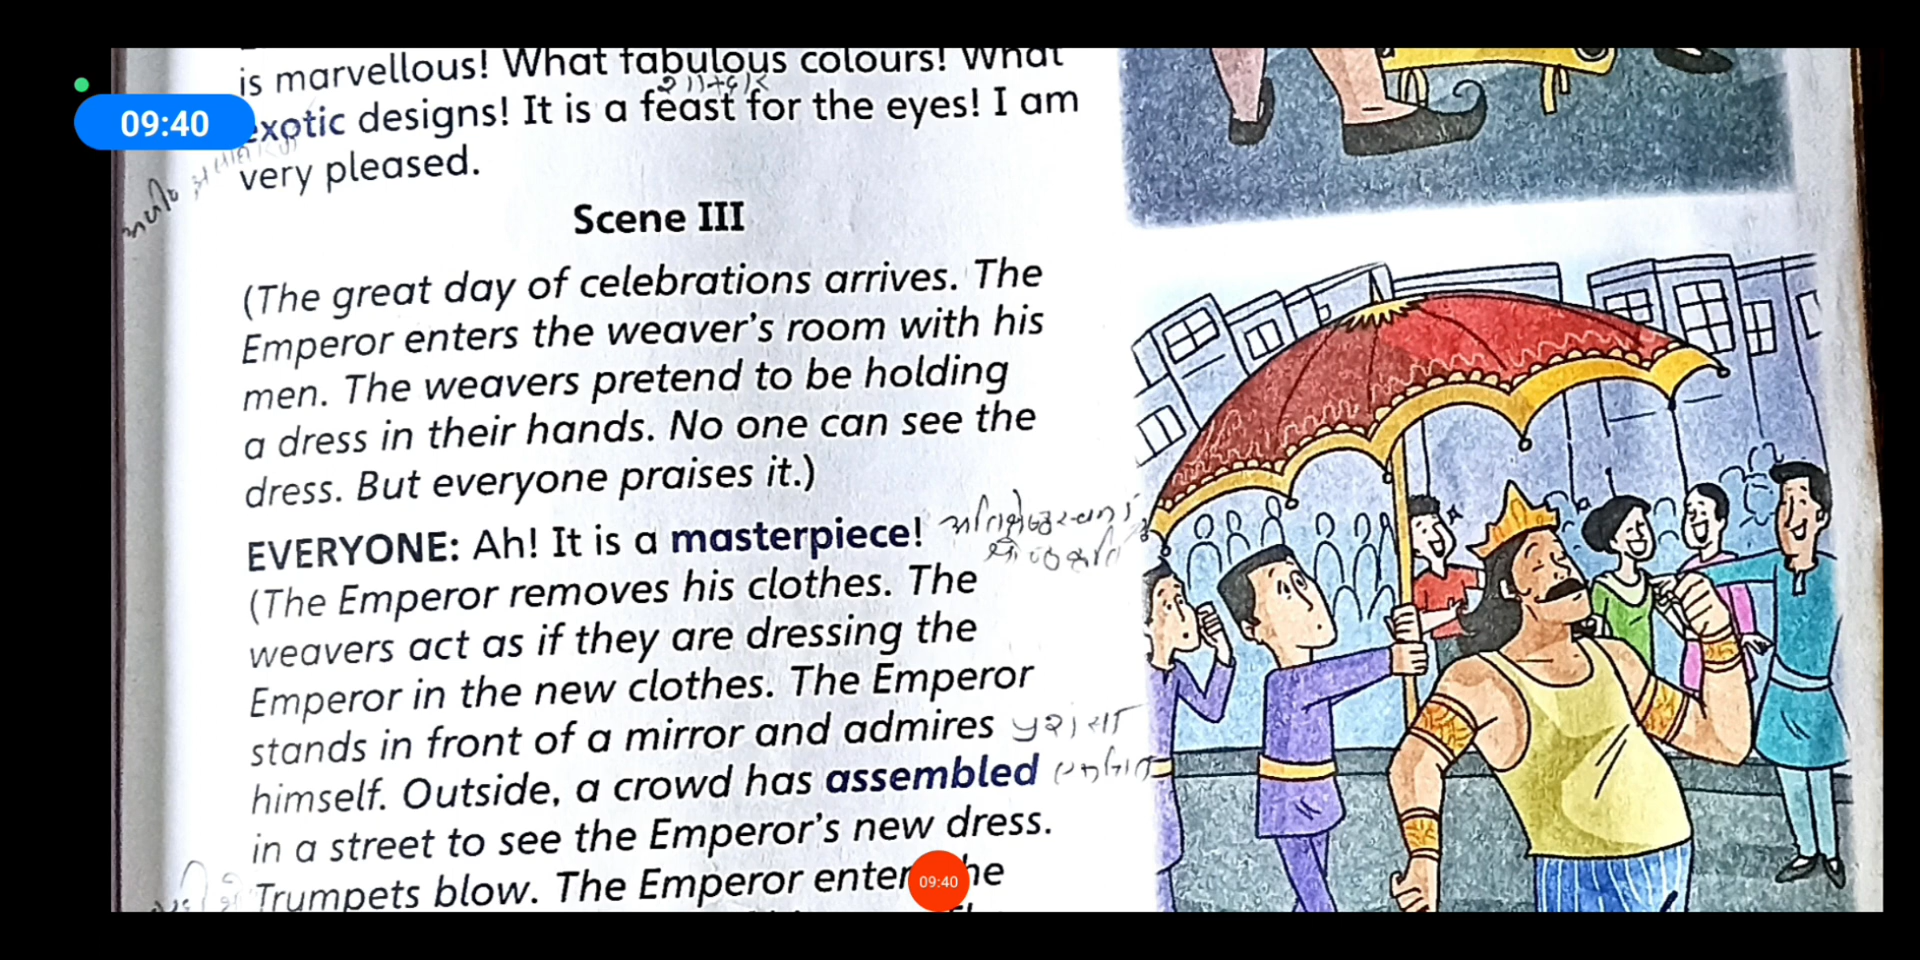 is marvellous! What fabulous colours! What
exotic designs! It is a feast for the eyes! I am
09:40
very pleased.
Scene III
(The great day of celebrations arrives. The
Emperor enters the weaver's room with his
men. The weavers pretend to be holding
a dress in their hands. No one can see the
dress. But everyone praises it.)
EVERYONE: Ah! It is a masterpiece!
(The Emperor removes his clothes. The
weavers act as if they are dressing the
Emperor in the new clothes. The Emperor
stands in front of a mirror and admires
himself. Outside, a crowd has assembled
in a street to see the Emperor's new dress.
Trumpets blow. The Emperor
09:40